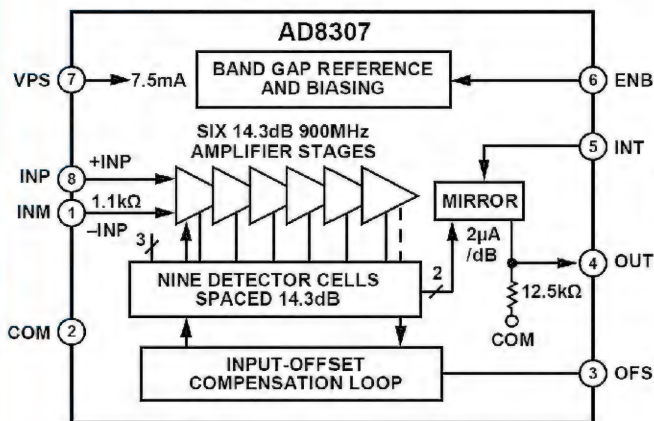 AD8307
VPS 7 7.5mA
BAND GAP REFERENCE
AND BIASING
6 ENB
SIX 14.3dB 900MHz
AMPLIFIER STAGES
5 INT
INP 8 +INP
INM 1 1.1kΩ
–INP
MIRROR
2µA
/dB
4 OUT
3
NINE DETECTOR CELLS
SPACED 14.3dB
2
12.5kΩ
COM
COM 2
INPUT-OFFSET
COMPENSATION LOOP
3 OFS